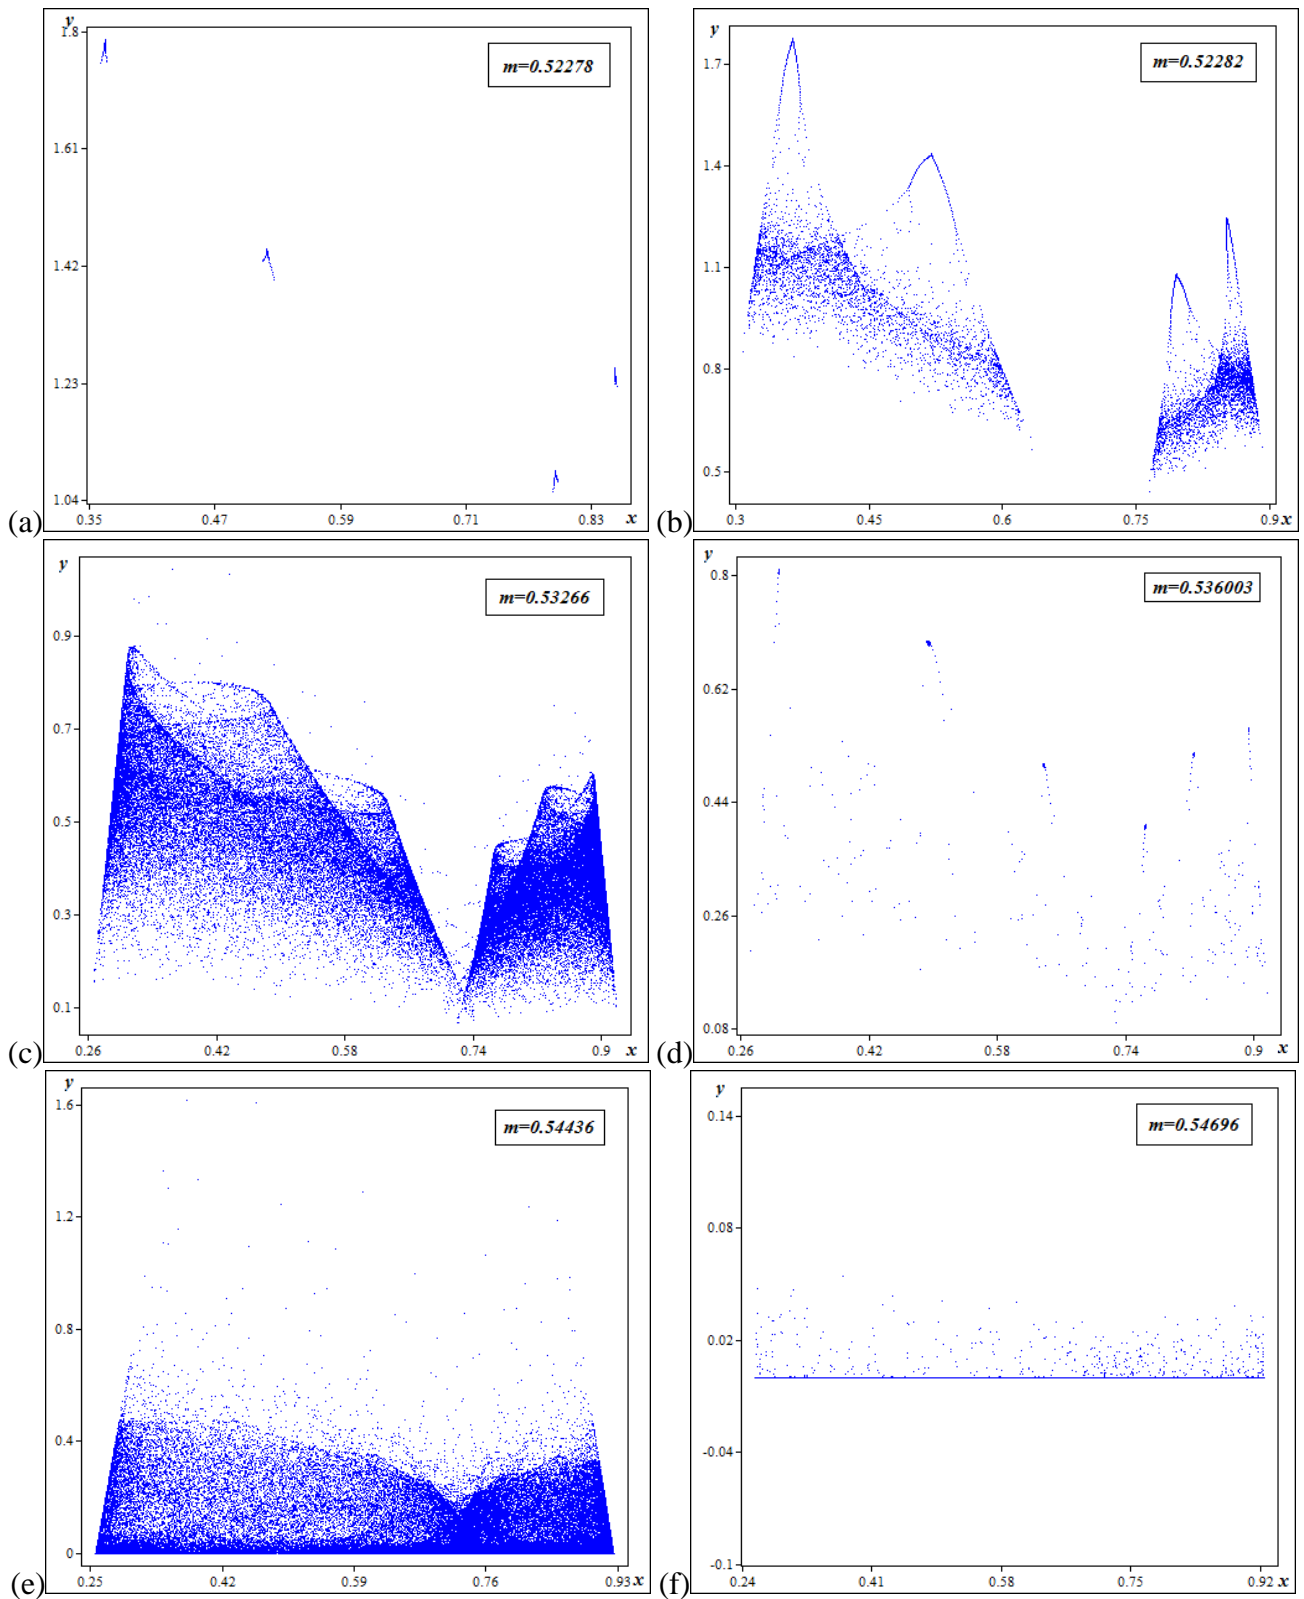 y
1.8
m=0.52278
1.61
1.42
1.23
1.04
(a)
0.35 0.47 0.59 0.71 0.83 x
y
m=0.52282
1.7
1.4
1.1
0.8
0.5
(b)
0.3 0.45 0.6 0.75 0.9 x
y
m=0.53266
0.9
0.7
0.5
0.3
0.1
(c)
0.26 0.42 0.58 0.74 0.9 x
y
0.8
m=0.536003
0.62
0.44
0.26
0.08
(d)
0.26 0.42 0.58 0.74 0.9 x
y
1.6
m=0.54436
1.2
0.8
0.4
0
(e)
0.25 0.42 0.59 0.76 0.93 x
y
0.14
m=0.54696
0.08
0.02
-0.04
-0.1
(f)
0.24 0.41 0.58 0.75 0.92 x